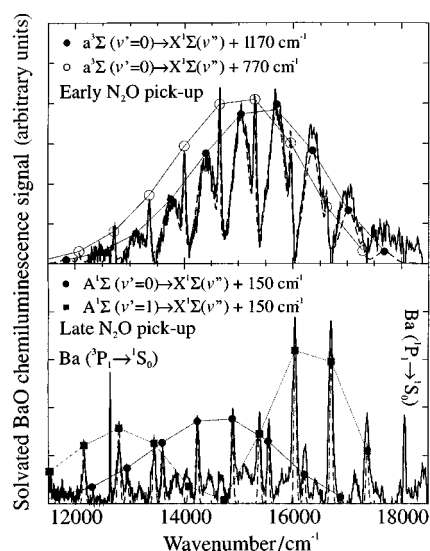 Solvated BaO chemiluminescence signal (arbitrary units)
● a³Σ (v'=0)→X¹Σ(v") + 1170 cm⁻¹
○ a³Σ (v'=0)→X¹Σ(v") + 770 cm⁻¹
Early N₂O pick-up
● A¹Σ (v'=0)→X¹Σ(v") + 150 cm⁻¹
■ A¹Σ (v'=1)→X¹Σ(v") + 150 cm⁻¹
Late N₂O pick-up
Ba (³P₁→¹S₀)
Ba (¹P₁→¹S₀)
12000 14000 16000 18000
Wavenumber/cm⁻¹